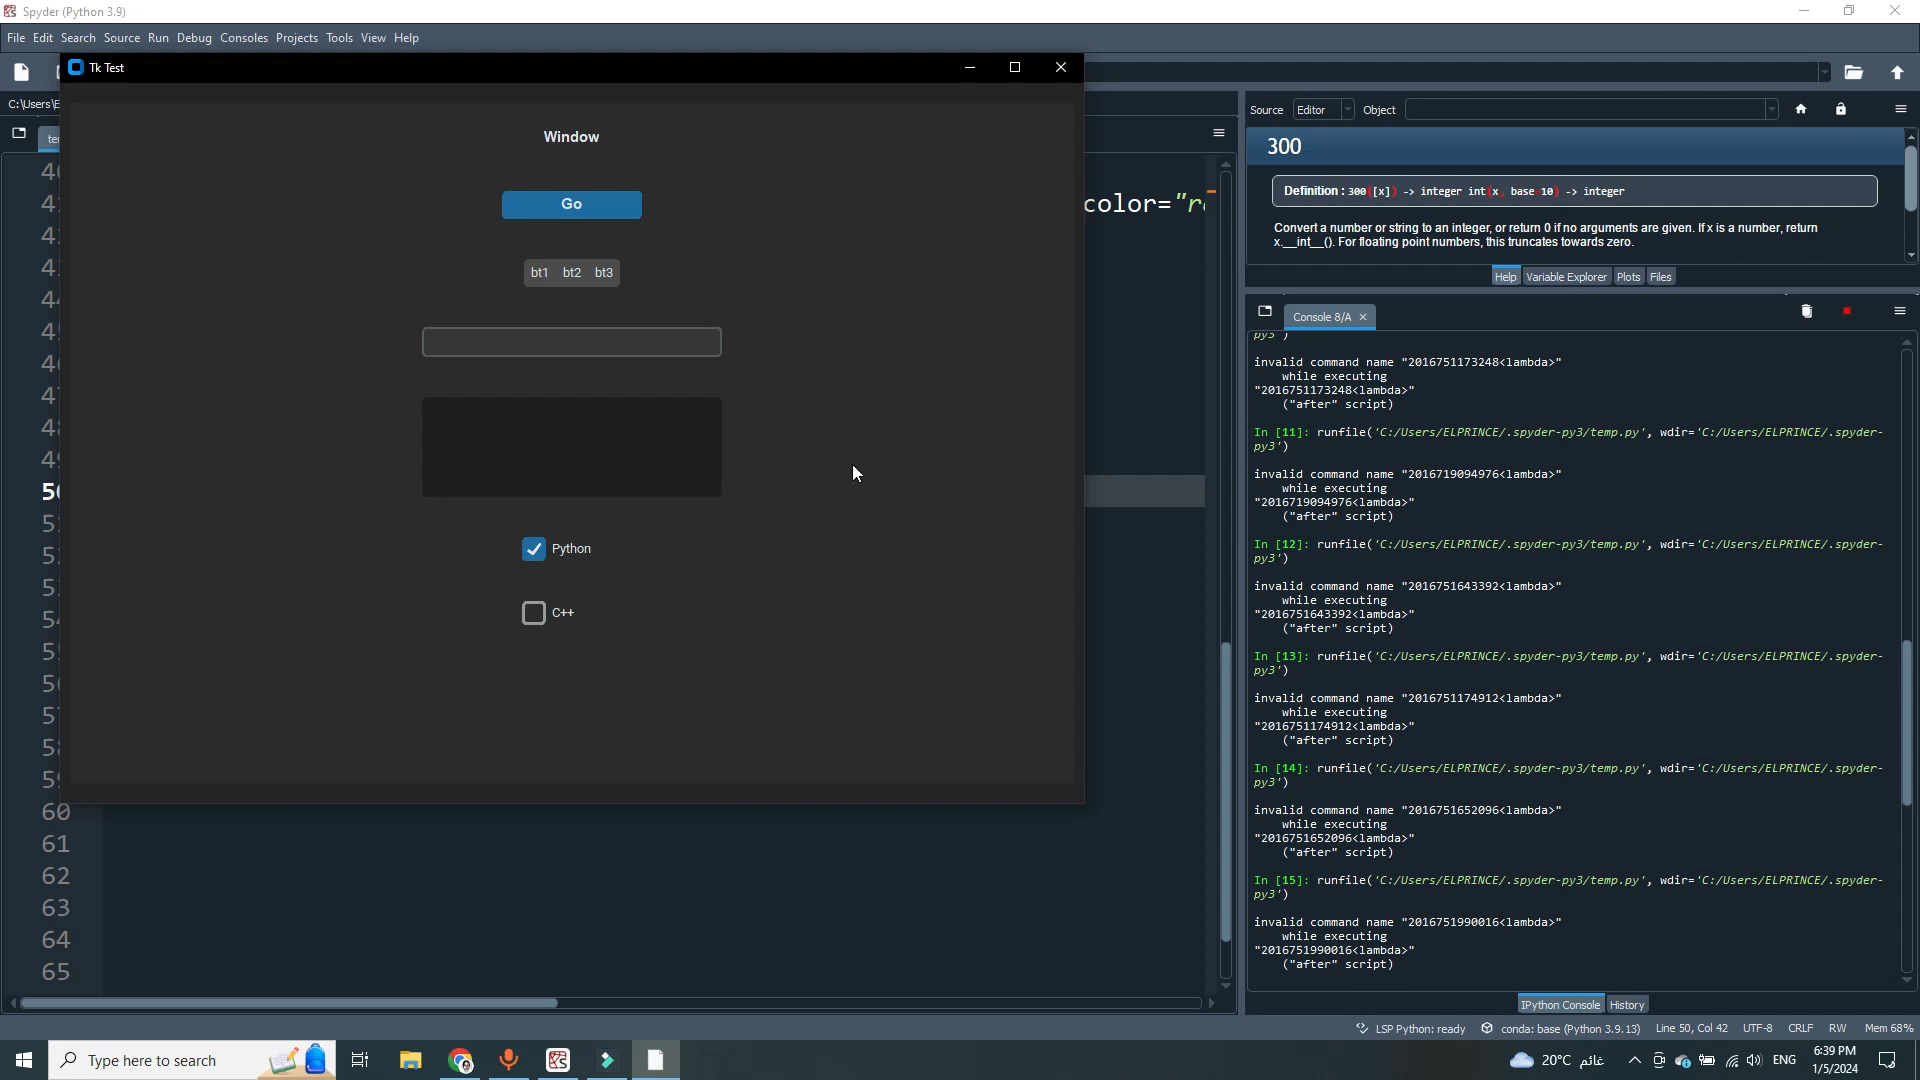 Spyder (Python 3.9)
File Edit Search Source Run Debug Consoles Projects Tools View Help
Tk Test
C:\Users\E
Window
Go
bt1 bt2 bt3
Python
C++
color="r
60
61
62
63
64
65
Source Editor Object
300
Definition : 300([x]) -> integer int(x, base=10) -> integer
Convert a number or string to an integer, or return 0 if no arguments are given. If x is a number, return
x.__int__(). For floating point numbers, this truncates towards zero.
Help Variable Explorer Plots Files
Console 8/A
py3')
invalid command name "2016751173248<lambda>"
while executing
"2016751173248<lambda>"
("after" script)
In [11]: runfile('C:/Users/ELPRINCE/.spyder-py3/temp.py', wdir='C:/Users/ELPRINCE/.spyder-
py3')
invalid command name "2016719094976<lambda>"
while executing
"2016719094976<lambda>"
("after" script)
In [12]: runfile('C:/Users/ELPRINCE/.spyder-py3/temp.py', wdir='C:/Users/ELPRINCE/.spyder-
py3')
invalid command name "2016751643392<lambda>"
while executing
"2016751643392<lambda>"
("after" script)
In [13]: runfile('C:/Users/ELPRINCE/.spyder-py3/temp.py', wdir='C:/Users/ELPRINCE/.spyder-
py3')
invalid command name "2016751174912<lambda>"
while executing
"2016751174912<lambda>"
("after" script)
In [14]: runfile('C:/Users/ELPRINCE/.spyder-py3/temp.py', wdir='C:/Users/ELPRINCE/.spyder-
py3')
invalid command name "2016751652096<lambda>"
while executing
"2016751652096<lambda>"
("after" script)
In [15]: runfile('C:/Users/ELPRINCE/.spyder-py3/temp.py', wdir='C:/Users/ELPRINCE/.spyder-
py3')
invalid command name "2016751990016<lambda>"
while executing
"2016751990016<lambda>"
("after" script)
IPython Console History
LSP Python: ready conda: base (Python 3.9.13) Line 50, Col 42 UTF-8 CRLF RW Mem 68%
Type here to search
20°C غائم ENG 6:39 PM
1/5/2024